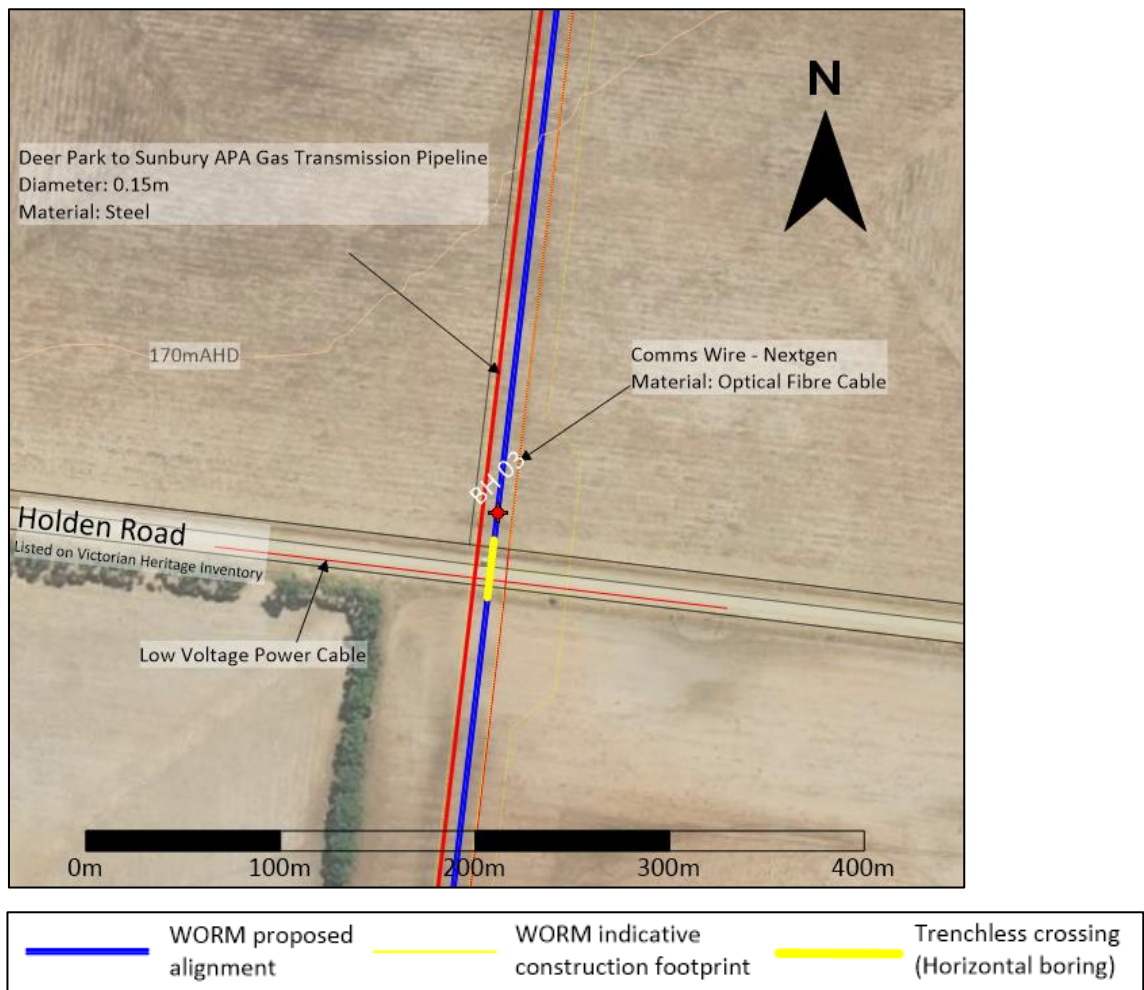 N
Deer Park to Sunbury APA Gas Transmission Pipeline
Diameter: 0.15m
Material: Steel
170mAHD
Comms Wire - Nextgen
Material: Optical Fibre Cable
BH 03
Holden Road
Listed on Victorian Heritage Inventory
Low Voltage Power Cable
0m 100m 200m 300m 400m
WORM proposed
alignment
WORM indicative
construction footprint
Trenchless crossing
(Horizontal boring)